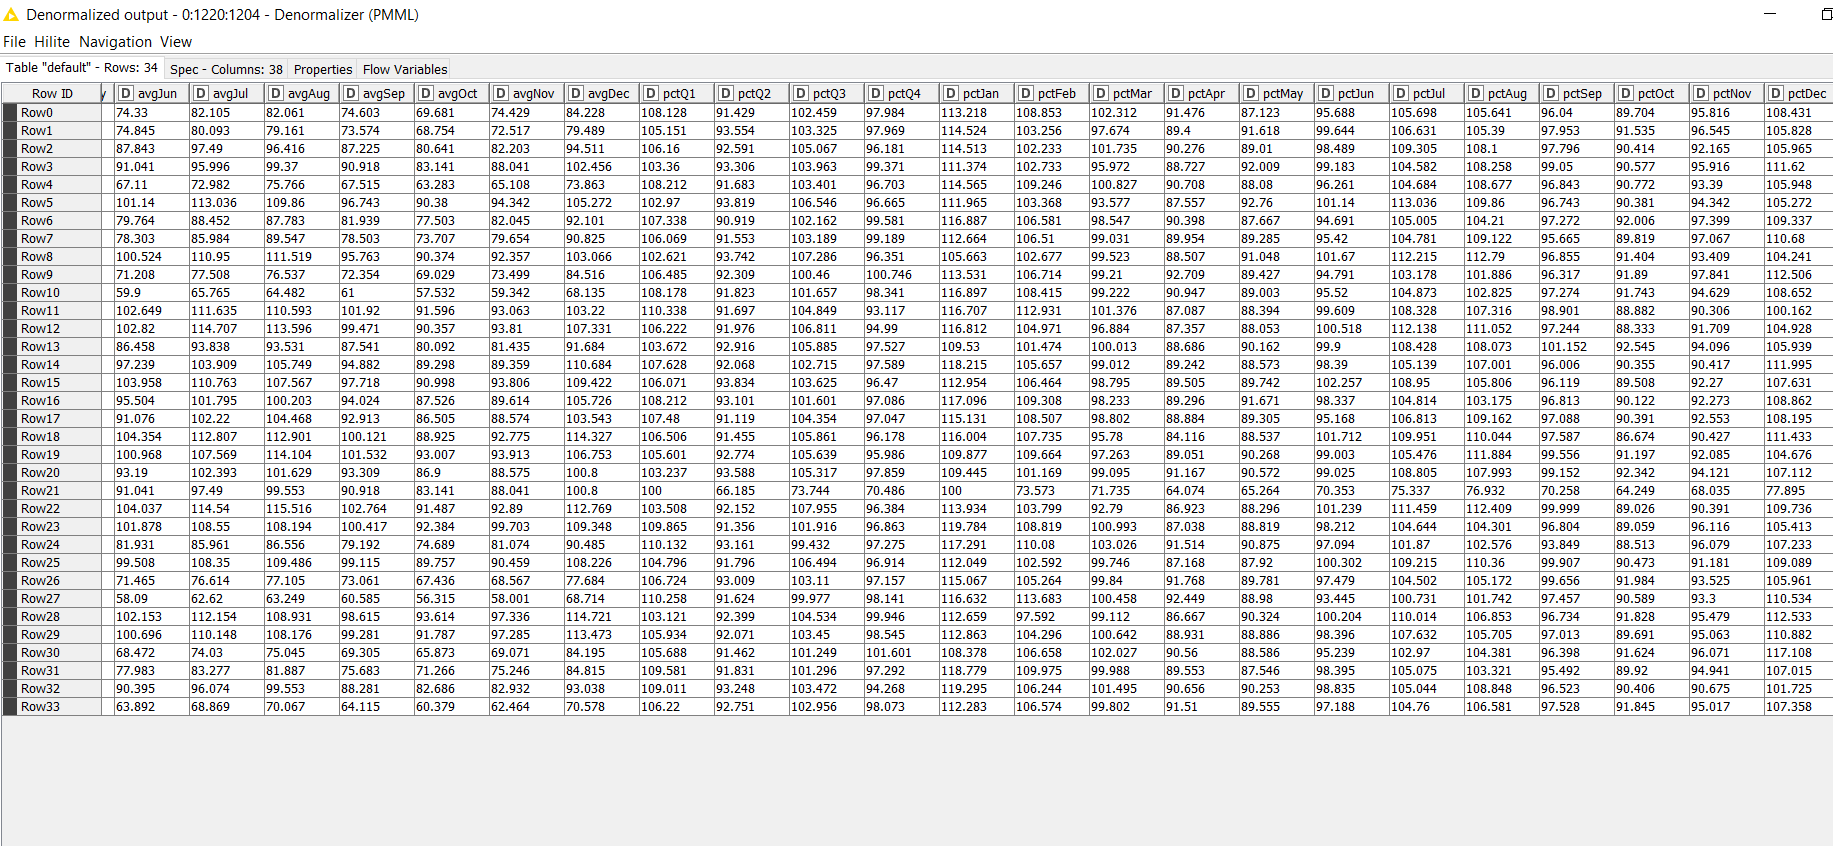 Denormalized output - 0:1220:1204 - Denormalizer (PMML)
File Hilite Navigation View
Table "default" - Rows: 34 Spec - Columns: 38 Properties Flow Variables
Row ID y D avgJun D avgJul D avgAug D avgSep D avgOct D avgNov D avgDec D pctQ1 D pctQ2 D pctQ3 D pctQ4 D pctJan D pctFeb D pctMar D pctApr D pctMay D pctJun D pctJul D pctAug D pctSep D pctOct D pctNov D pctDec
Row0 74.33 82.105 82.061 74.603 69.681 74.429 84.228 108.128 91.429 102.459 97.984 113.218 108.853 102.312 91.476 87.123 95.688 105.698 105.641 96.04 89.704 95.816 108.431
Row1 74.845 80.093 79.161 73.574 68.754 72.517 79.489 105.151 93.554 103.325 97.969 114.524 103.256 97.674 89.4 91.618 99.644 106.631 105.39 97.953 91.535 96.545 105.828
Row2 87.843 97.49 96.416 87.225 80.641 82.203 94.511 106.16 92.591 105.067 96.181 114.513 102.233 101.735 90.276 89.01 98.489 109.305 108.1 97.796 90.414 92.165 105.965
Row3 91.041 95.996 99.37 90.918 83.141 88.041 102.456 103.36 93.306 103.963 99.371 111.374 102.733 95.972 88.727 92.009 99.183 104.582 108.258 99.05 90.577 95.916 111.62
Row4 67.11 72.982 75.766 67.515 63.283 65.108 73.863 108.212 91.683 103.401 96.703 114.565 109.246 100.827 90.708 88.08 96.261 104.684 108.677 96.843 90.772 93.39 105.948
Row5 101.14 113.036 109.86 96.743 90.38 94.342 105.272 102.97 93.819 106.546 96.665 111.965 103.368 93.577 87.557 92.76 101.14 113.036 109.86 96.743 90.381 94.342 105.272
Row6 79.764 88.452 87.783 81.939 77.503 82.045 92.101 107.338 90.919 102.162 99.581 116.887 106.581 98.547 90.398 87.667 94.691 105.005 104.21 97.272 92.006 97.399 109.337
Row7 78.303 85.984 89.547 78.503 73.707 79.654 90.825 106.069 91.553 103.189 99.189 112.664 106.51 99.031 89.954 89.285 95.42 104.781 109.122 95.665 89.819 97.067 110.68
Row8 100.524 110.95 111.519 95.763 90.374 92.357 103.066 102.621 93.742 107.286 96.351 105.663 102.677 99.523 88.507 91.048 101.67 112.215 112.79 96.855 91.404 93.409 104.241
Row9 71.208 77.508 76.537 72.354 69.029 73.499 84.516 106.485 92.309 100.46 100.746 113.531 106.714 99.21 92.709 89.427 94.791 103.178 101.886 96.317 91.89 97.841 112.506
Row10 59.9 65.765 64.482 61 57.532 59.342 68.135 108.178 91.823 101.657 98.341 116.897 108.415 99.222 90.947 89.003 95.52 104.873 102.825 97.274 91.743 94.629 108.652
Row11 102.649 111.635 110.593 101.92 91.596 93.063 103.22 110.338 91.697 104.849 93.117 116.707 112.931 101.376 87.087 88.394 99.609 108.328 107.316 98.901 88.882 90.306 100.162
Row12 102.82 114.707 113.596 99.471 90.357 93.81 107.331 106.222 91.976 106.811 94.99 116.812 104.971 96.884 87.357 88.053 100.518 112.138 111.052 97.244 88.333 91.709 104.928
Row13 86.458 93.838 93.531 87.541 80.092 81.435 91.684 103.672 92.916 105.885 97.527 109.53 101.474 100.013 88.686 90.162 99.9 108.428 108.073 101.152 92.545 94.096 105.939
Row14 97.239 103.909 105.749 94.882 89.298 89.359 110.684 107.628 92.068 102.715 97.589 118.215 105.657 99.012 89.242 88.573 98.39 105.139 107.001 96.006 90.355 90.417 111.995
Row15 103.958 110.763 107.567 97.718 90.998 93.806 109.422 106.071 93.834 103.625 96.47 112.954 106.464 98.795 89.505 89.742 102.257 108.95 105.806 96.119 89.508 92.27 107.631
Row16 95.504 101.795 100.203 94.024 87.526 89.614 105.726 108.212 93.101 101.601 97.086 117.096 109.308 98.233 89.296 91.671 98.337 104.814 103.175 96.813 90.122 92.273 108.862
Row17 91.076 102.22 104.468 92.913 86.505 88.574 103.543 107.48 91.119 104.354 97.047 115.131 108.507 98.802 88.884 89.305 95.168 106.813 109.162 97.088 90.391 92.553 108.195
Row18 104.354 112.807 112.901 100.121 88.925 92.775 114.327 106.506 91.455 105.861 96.178 116.004 107.735 95.78 84.116 88.537 101.712 109.951 110.044 97.587 86.674 90.427 111.433
Row19 100.968 107.569 114.104 101.532 93.007 93.913 106.753 105.601 92.774 105.639 95.986 109.877 109.664 97.263 89.051 90.268 99.003 105.476 111.884 99.556 91.197 92.085 104.676
Row20 93.19 102.393 101.629 93.309 86.9 88.575 100.8 103.237 93.588 105.317 97.859 109.445 101.169 99.095 91.167 90.572 99.025 108.805 107.993 99.152 92.342 94.121 107.112
Row21 91.041 97.49 99.553 90.918 83.141 88.041 100.8 100 66.185 73.744 70.486 100 73.573 71.735 64.074 65.264 70.353 75.337 76.932 70.258 64.249 68.035 77.895
Row22 104.037 114.54 115.516 102.764 91.487 92.89 112.769 103.508 92.152 107.955 96.384 113.934 103.799 92.79 86.923 88.296 101.239 111.459 112.409 99.999 89.026 90.391 109.736
Row23 101.878 108.55 108.194 100.417 92.384 99.703 109.348 109.865 91.356 101.916 96.863 119.784 108.819 100.993 87.038 88.819 98.212 104.644 104.301 96.804 89.059 96.116 105.413
Row24 81.931 85.961 86.556 79.192 74.689 81.074 90.485 110.132 93.161 99.432 97.275 117.291 110.08 103.026 91.514 90.875 97.094 101.87 102.576 93.849 88.513 96.079 107.233
Row25 99.508 108.35 109.486 99.115 89.757 90.459 108.226 104.796 91.796 106.494 96.914 112.049 102.592 99.746 87.168 87.92 100.302 109.215 110.36 99.907 90.473 91.181 109.089
Row26 71.465 76.614 77.105 73.061 67.436 68.567 77.684 106.724 93.009 103.11 97.157 115.067 105.264 99.84 91.768 89.781 97.479 104.502 105.172 99.656 91.984 93.525 105.961
Row27 58.09 62.62 63.249 60.585 56.315 58.001 68.714 110.258 91.624 99.977 98.141 116.632 113.683 100.458 92.449 88.98 93.445 100.731 101.742 97.457 90.589 93.3 110.534
Row28 102.153 112.154 108.931 98.615 93.614 97.336 114.721 103.121 92.399 104.534 99.946 112.659 97.592 99.112 86.667 90.324 100.204 110.014 106.853 96.734 91.828 95.479 112.533
Row29 100.696 110.148 108.176 99.281 91.787 97.285 113.473 105.934 92.071 103.45 98.545 112.863 104.296 100.642 88.931 88.886 98.396 107.632 105.705 97.013 89.691 95.063 110.882
Row30 68.472 74.03 75.045 69.305 65.873 69.071 84.195 105.688 91.462 101.249 101.601 108.378 106.658 102.027 90.56 88.586 95.239 102.97 104.381 96.398 91.624 96.071 117.108
Row31 77.983 83.277 81.887 75.683 71.266 75.246 84.815 109.581 91.831 101.296 97.292 118.779 109.975 99.988 89.553 87.546 98.395 105.075 103.321 95.492 89.92 94.941 107.015
Row32 90.395 96.074 99.553 88.281 82.686 82.932 93.038 109.011 93.248 103.472 94.268 119.295 106.244 101.495 90.656 90.253 98.835 105.044 108.848 96.523 90.406 90.675 101.725
Row33 63.892 68.869 70.067 64.115 60.379 62.464 70.578 106.22 92.751 102.956 98.073 112.283 106.574 99.802 91.51 89.555 97.188 104.76 106.581 97.528 91.845 95.017 107.358